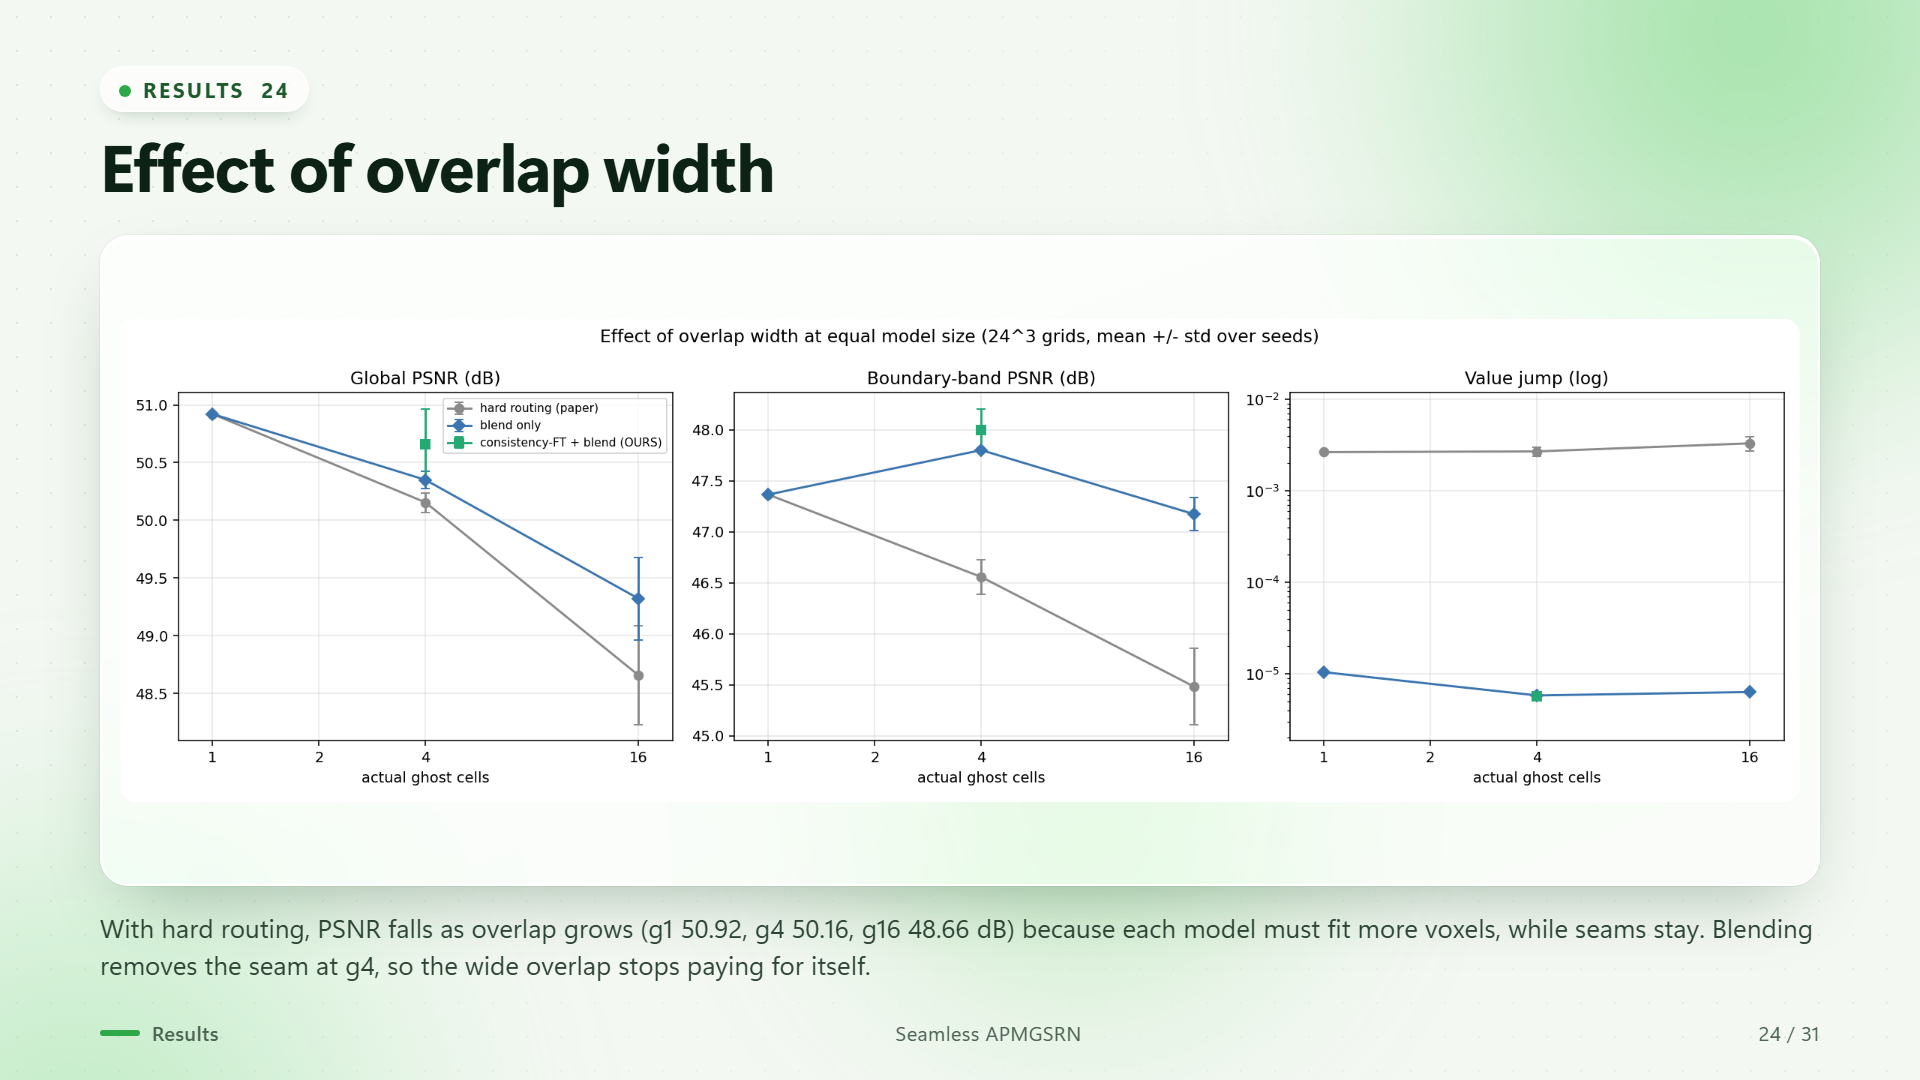 RESULTS 24
Effect of overlap width
Effect of overlap width at equal model size (24^3 grids, mean +/- std over seeds)
Global PSNR (dB)
51.0
50.5
50.0
49.5
49.0
48.5
hard routing (paper)
blend only
consistency-FT + blend (OURS)
1 2 4 16
actual ghost cells
Boundary-band PSNR (dB)
48.0
47.5
47.0
46.5
46.0
45.5
45.0
1 2 4 16
actual ghost cells
Value jump (log)
10⁻²
10⁻³
10⁻⁴
10⁻⁵
1 2 4 16
actual ghost cells
With hard routing, PSNR falls as overlap grows (g1 50.92, g4 50.16, g16 48.66 dB) because each model must fit more voxels, while seams stay. Blending
removes the seam at g4, so the wide overlap stops paying for itself.
Results
Seamless APMGSRN
24 / 31